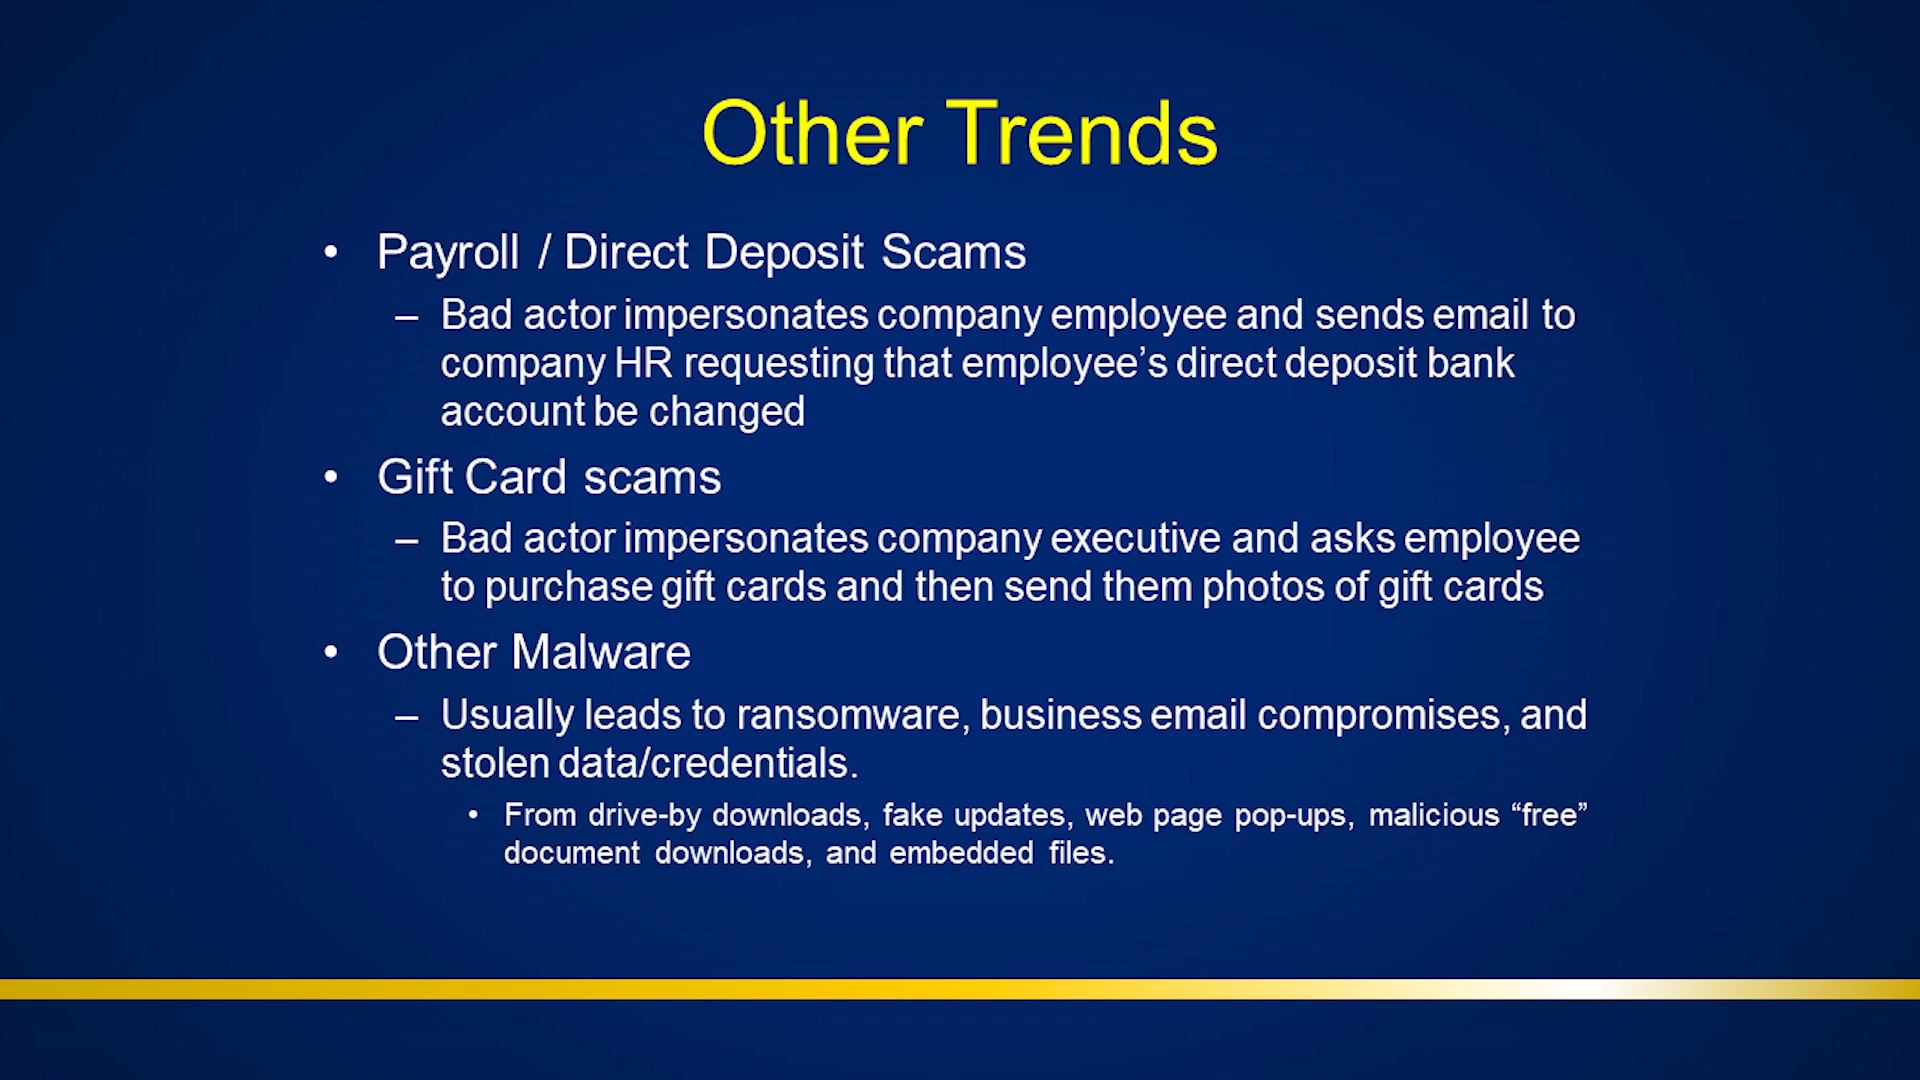 Other Trends
• Payroll / Direct Deposit Scams
– Bad actor impersonates company employee and sends email to
company HR requesting that employee’s direct deposit bank
account be changed
• Gift Card scams
– Bad actor impersonates company executive and asks employee
to purchase gift cards and then send them photos of gift cards
• Other Malware
– Usually leads to ransomware, business email compromises, and
stolen data/credentials.
• From drive-by downloads, fake updates, web page pop-ups, malicious “free”
document downloads, and embedded files.